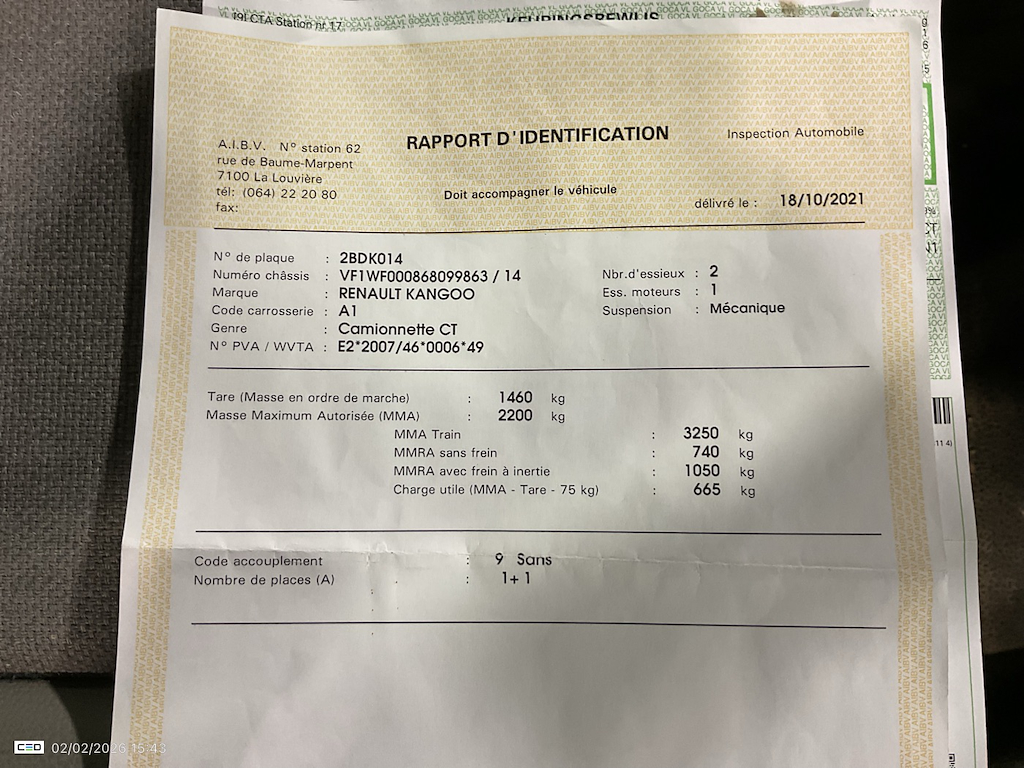 [9] CTA Station nr 17
KEURINGSBEWIJS
RAPPORT D'IDENTIFICATION
Inspection Automobile
A.I.B.V. N° station 62
rue de Baume-Marpent
7100 La Louvière
tél: (064) 22 20 80
fax:
Doit accompagner le véhicule
délivré le : 18/10/2021
N° de plaque : 2BDK014
Numéro châssis : VF1WF000868099863 / 14
Nbr.d'essieux : 2
Marque : RENAULT KANGOO
Ess. moteurs : 1
Code carrosserie : A1
Suspension : Mécanique
Genre : Camionnette CT
N° PVA / WVTA : E2*2007/46*0006*49
Tare (Masse en ordre de marche) : 1460 kg
Masse Maximum Autorisée (MMA) : 2200 kg
MMA Train : 3250 kg
MMRA sans frein : 740 kg
MMRA avec frein à inertie : 1050 kg
Charge utile (MMA - Tare - 75 kg) : 665 kg
Code accouplement : 9 Sans
Nombre de places (A) : 1+1
CEO 02/02/2026 15:43